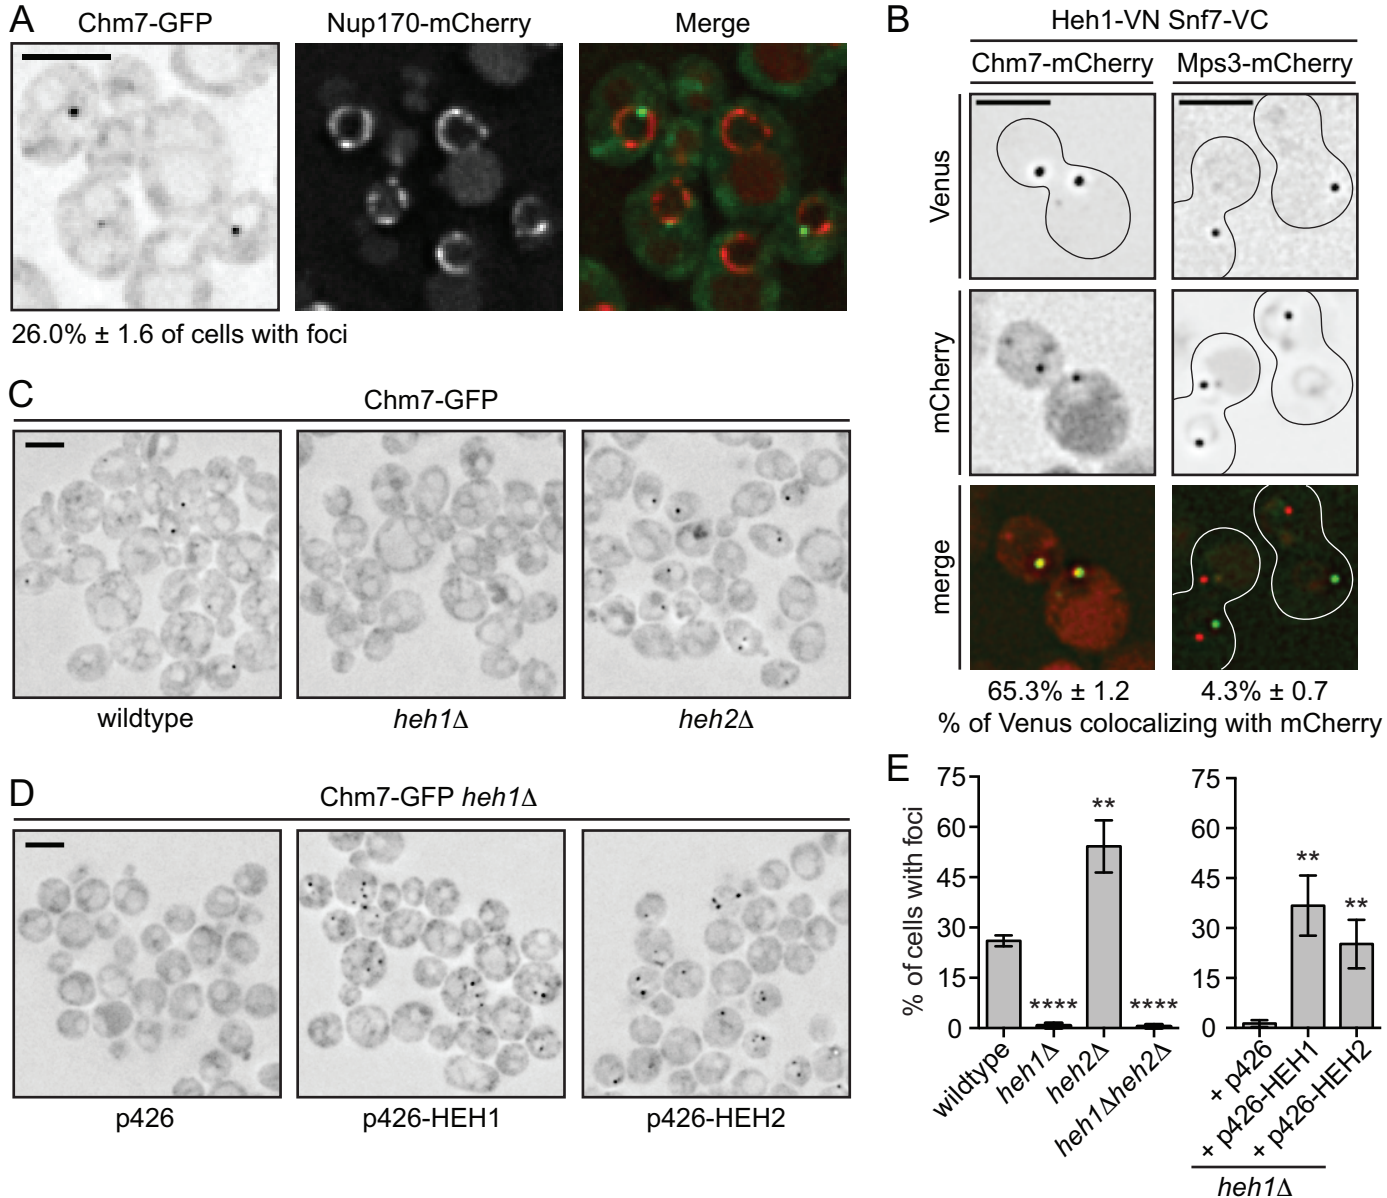 A
Chm7-GFP
Nup170-mCherry
Merge
26.0% ± 1.6 of cells with foci
B
Heh1-VN Snf7-VC
Chm7-mCherry
Mps3-mCherry
Venus
mCherry
merge
65.3% ± 1.2
4.3% ± 0.7
% of Venus colocalizing with mCherry
C
Chm7-GFP
wildtype
heh1Δ
heh2Δ
D
Chm7-GFP heh1Δ
p426
p426-HEH1
p426-HEH2
E
% of cells with foci
75
60
45
30
15
0
****
**
****
wildtype
heh1Δ
heh2Δ
heh1Δheh2Δ
75
60
45
30
15
0
**
**
+ p426
+ p426-HEH1
+ p426-HEH2
heh1Δ